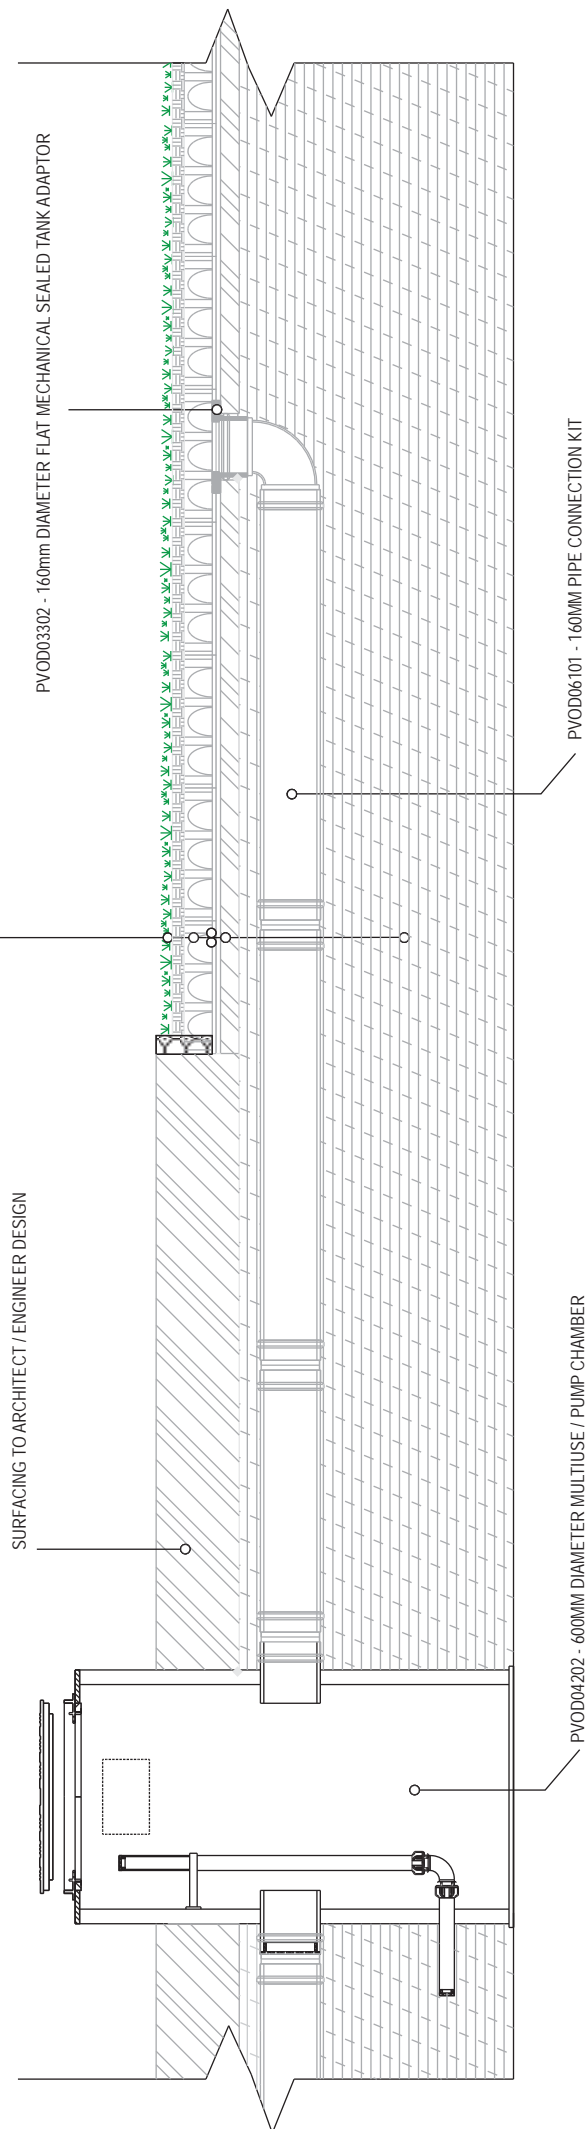 PVOD03302 - 160mm DIAMETER FLAT MECHANICAL SEALED TANK ADAPTOR
PVOD06101 - 160MM PIPE CONNECTION KIT
SURFACING TO ARCHITECT / ENGINEER DESIGN
PVOD04202 - 600MM DIAMETER MULTIUSE / PUMP CHAMBER